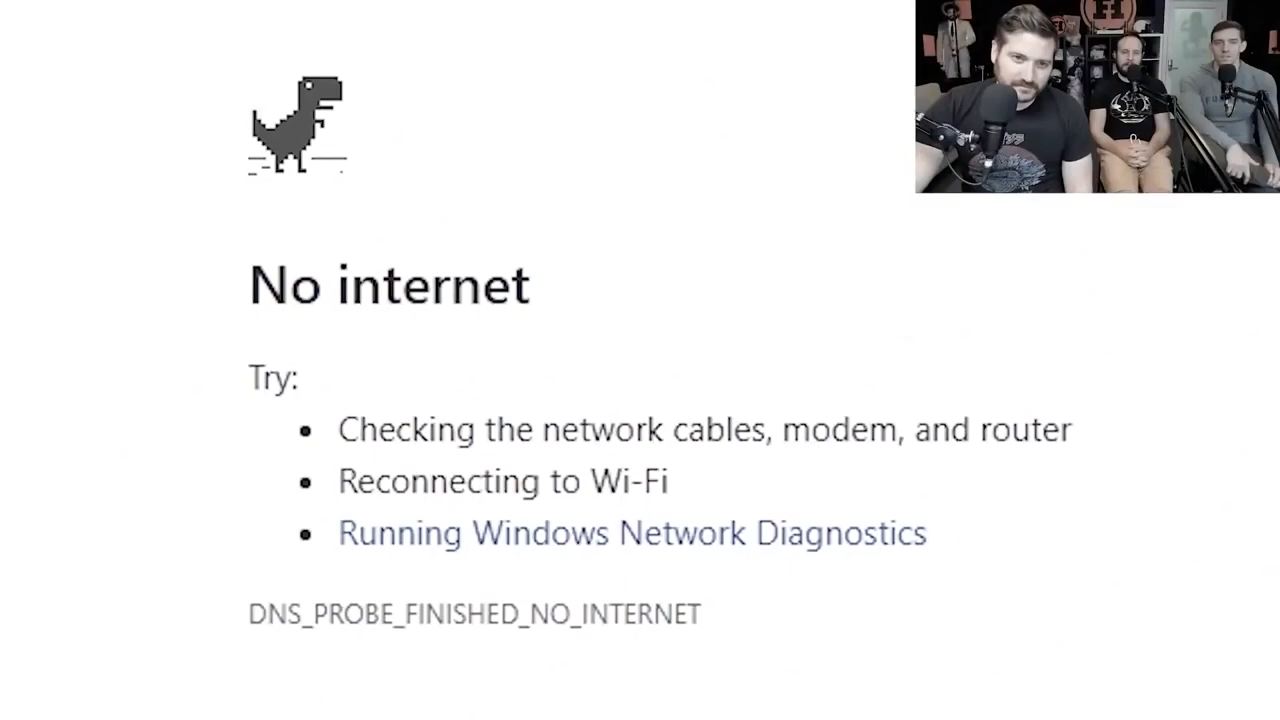 No internet
Try:
Checking the network cables, modem, and router
Reconnecting to Wi-Fi
Running Windows Network Diagnostics
DNS_PROBE_FINISHED_NO_INTERNET